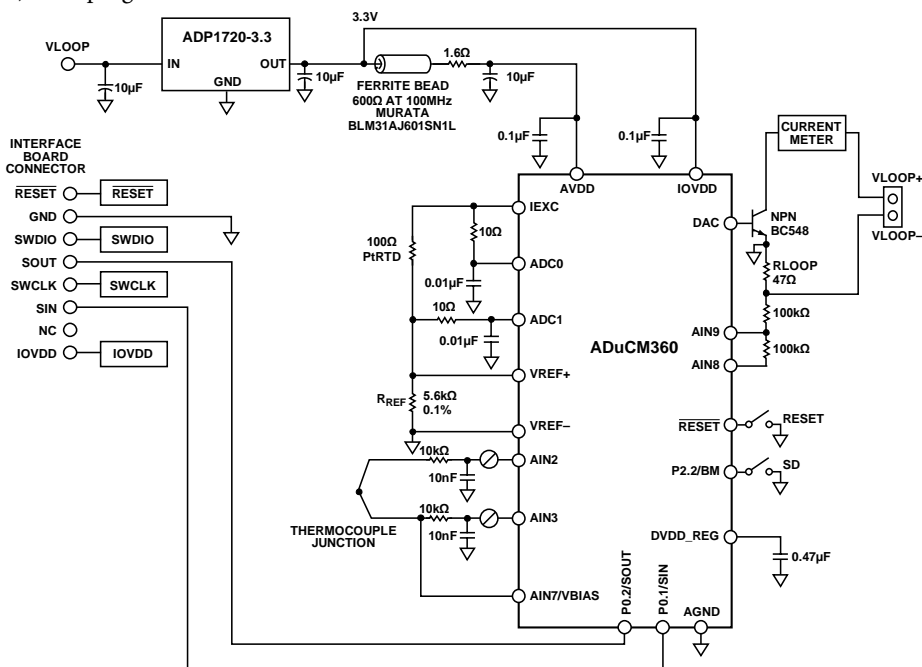 3.3V
ADP1720-3.3
VLOOP
IN
OUT
GND
10µF
10µF
1.6Ω
10µF
FERRITE BEAD
600Ω AT 100MHz
MURATA
BLM31AJ601SN1L
0.1µF
0.1µF
CURRENT
METER
INTERFACE
BOARD
CONNECTOR
RESET
RESET
GND
SWDIO
SWDIO
SOUT
SWCLK
SWCLK
SIN
NC
IOVDD
IOVDD
AVDD
IOVDD
IEXC
100Ω
PtRTD
10Ω
ADC0
0.01µF
10Ω
ADC1
0.01µF
VREF+
RREF
5.6kΩ
0.1%
VREF–
10kΩ
AIN2
10nF
10kΩ
AIN3
10nF
THERMOCOUPLE
JUNCTION
AIN7/VBIAS
ADuCM360
DAC
NPN
BC548
VLOOP+
VLOOP–
RLOOP
47Ω
100kΩ
AIN9
100kΩ
AIN8
RESET
RESET
P2.2/BM
SD
DVDD_REG
0.47µF
P0.2/SOUT
P0.1/SIN
AGND